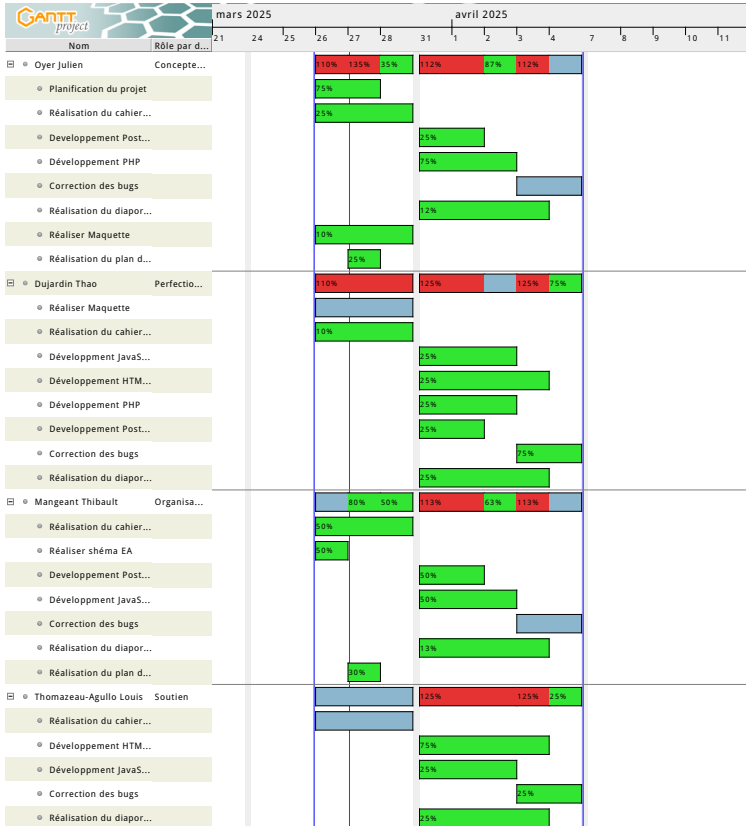 GANTT project
mars 2025 avril 2025
21 24 25 26 27 28 31 1 2 3 4 7 8 9 10 11
Nom Rôle par d...
Oyer Julien Concepte... 110% 135% 35% 112% 87% 112%
Planification du projet 75%
Réalisation du cahier... 25%
Developpement Post... 25%
Développement PHP 75%
Correction des bugs
Réalisation du diapor... 12%
Réaliser Maquette 10%
Réalisation du plan d... 25%
Dujardin Thao Perfectio... 110% 125% 125% 75%
Réaliser Maquette
Réalisation du cahier... 10%
Développment JavaS... 25%
Développement HTM... 25%
Développement PHP 25%
Developpement Post... 25%
Correction des bugs 75%
Réalisation du diapor... 25%
Mangeant Thibault Organisa... 80% 50% 113% 63% 113%
Réalisation du cahier... 50%
Réaliser shéma EA 50%
Developpement Post... 50%
Développment JavaS... 50%
Correction des bugs
Réalisation du diapor... 13%
Réalisation du plan d... 30%
Thomazeau-Agullo Louis Soutien 125% 125% 25%
Réalisation du cahier...
Développement HTM... 75%
Développment JavaS... 25%
Correction des bugs 25%
Réalisation du diapor... 25%